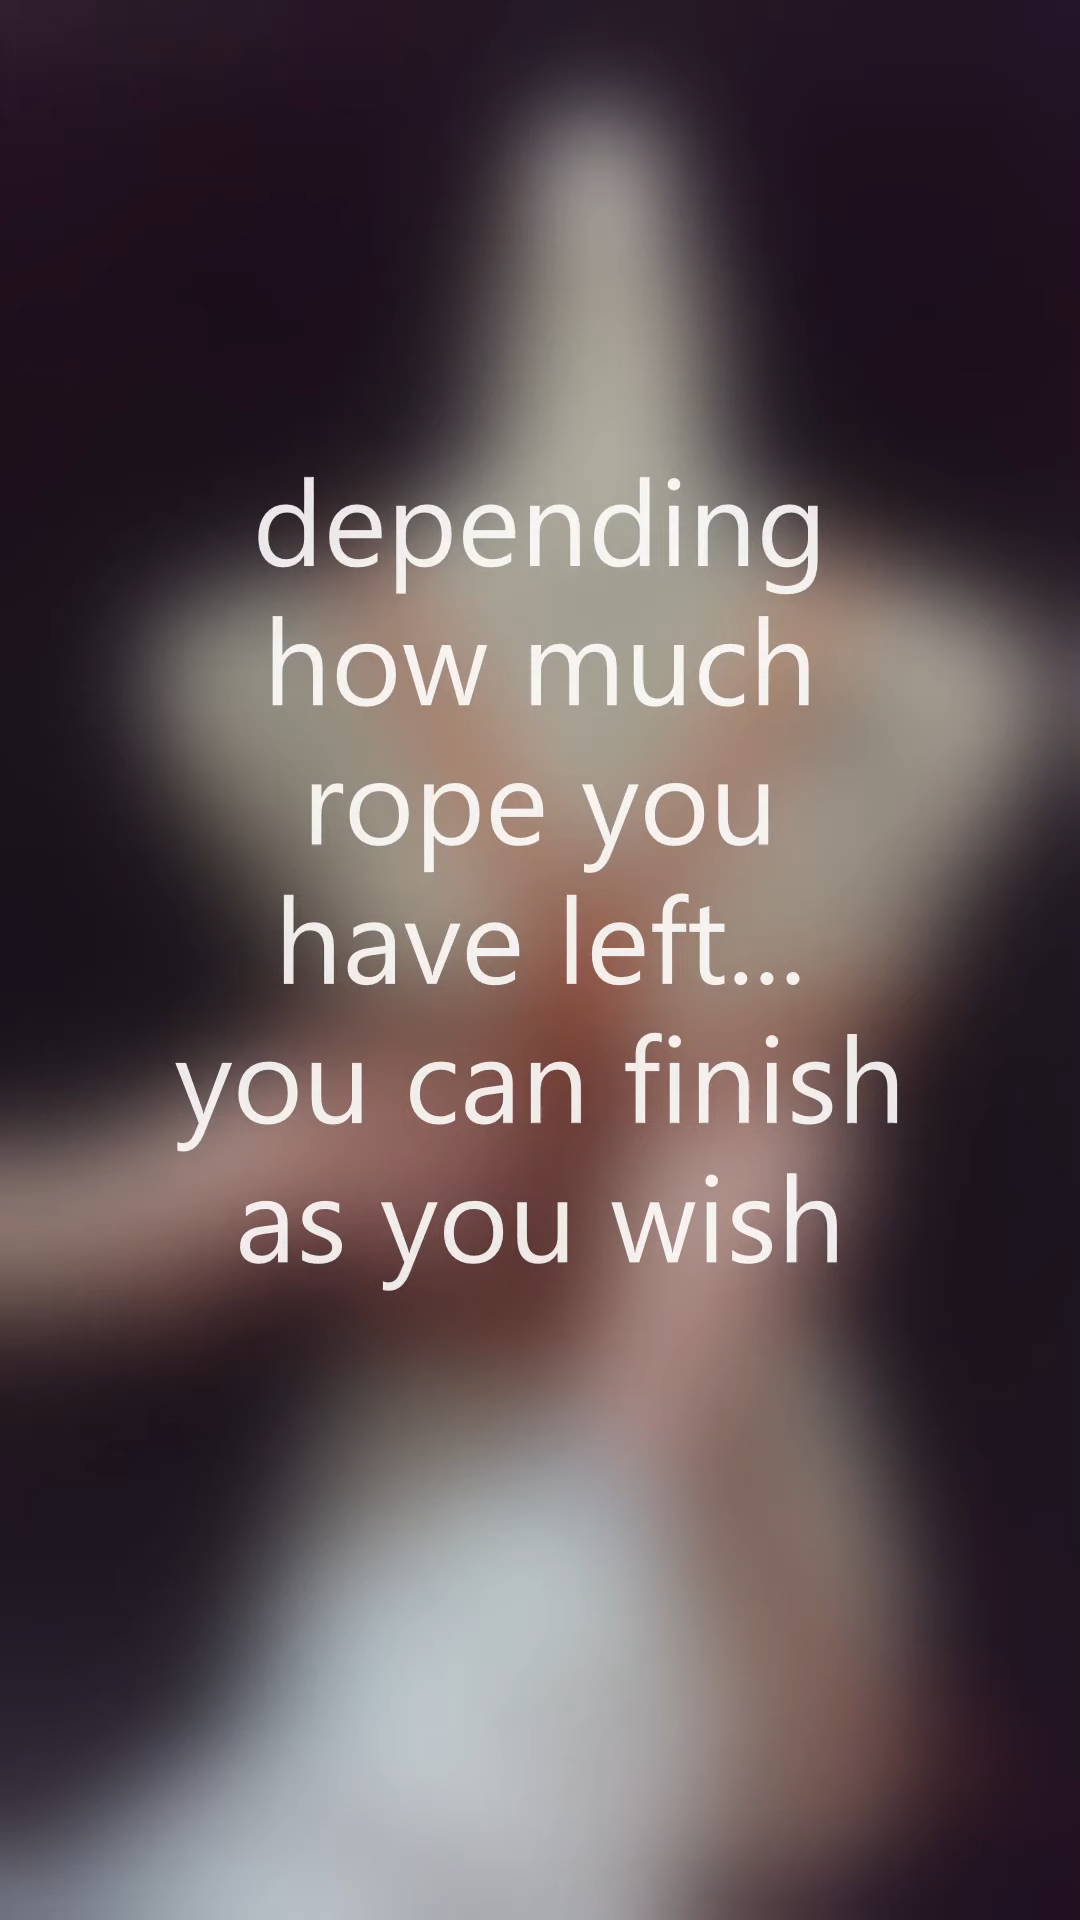 depending
how much
rope you
have left...
you can finish
as you wish